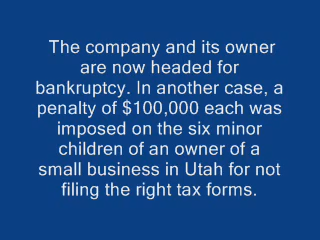 The company and its owner
are now headed for
bankruptcy. In another case, a
penalty of $100,000 each was
imposed on the six minor
children of an owner of a
small business in Utah for not
filing the right tax forms.